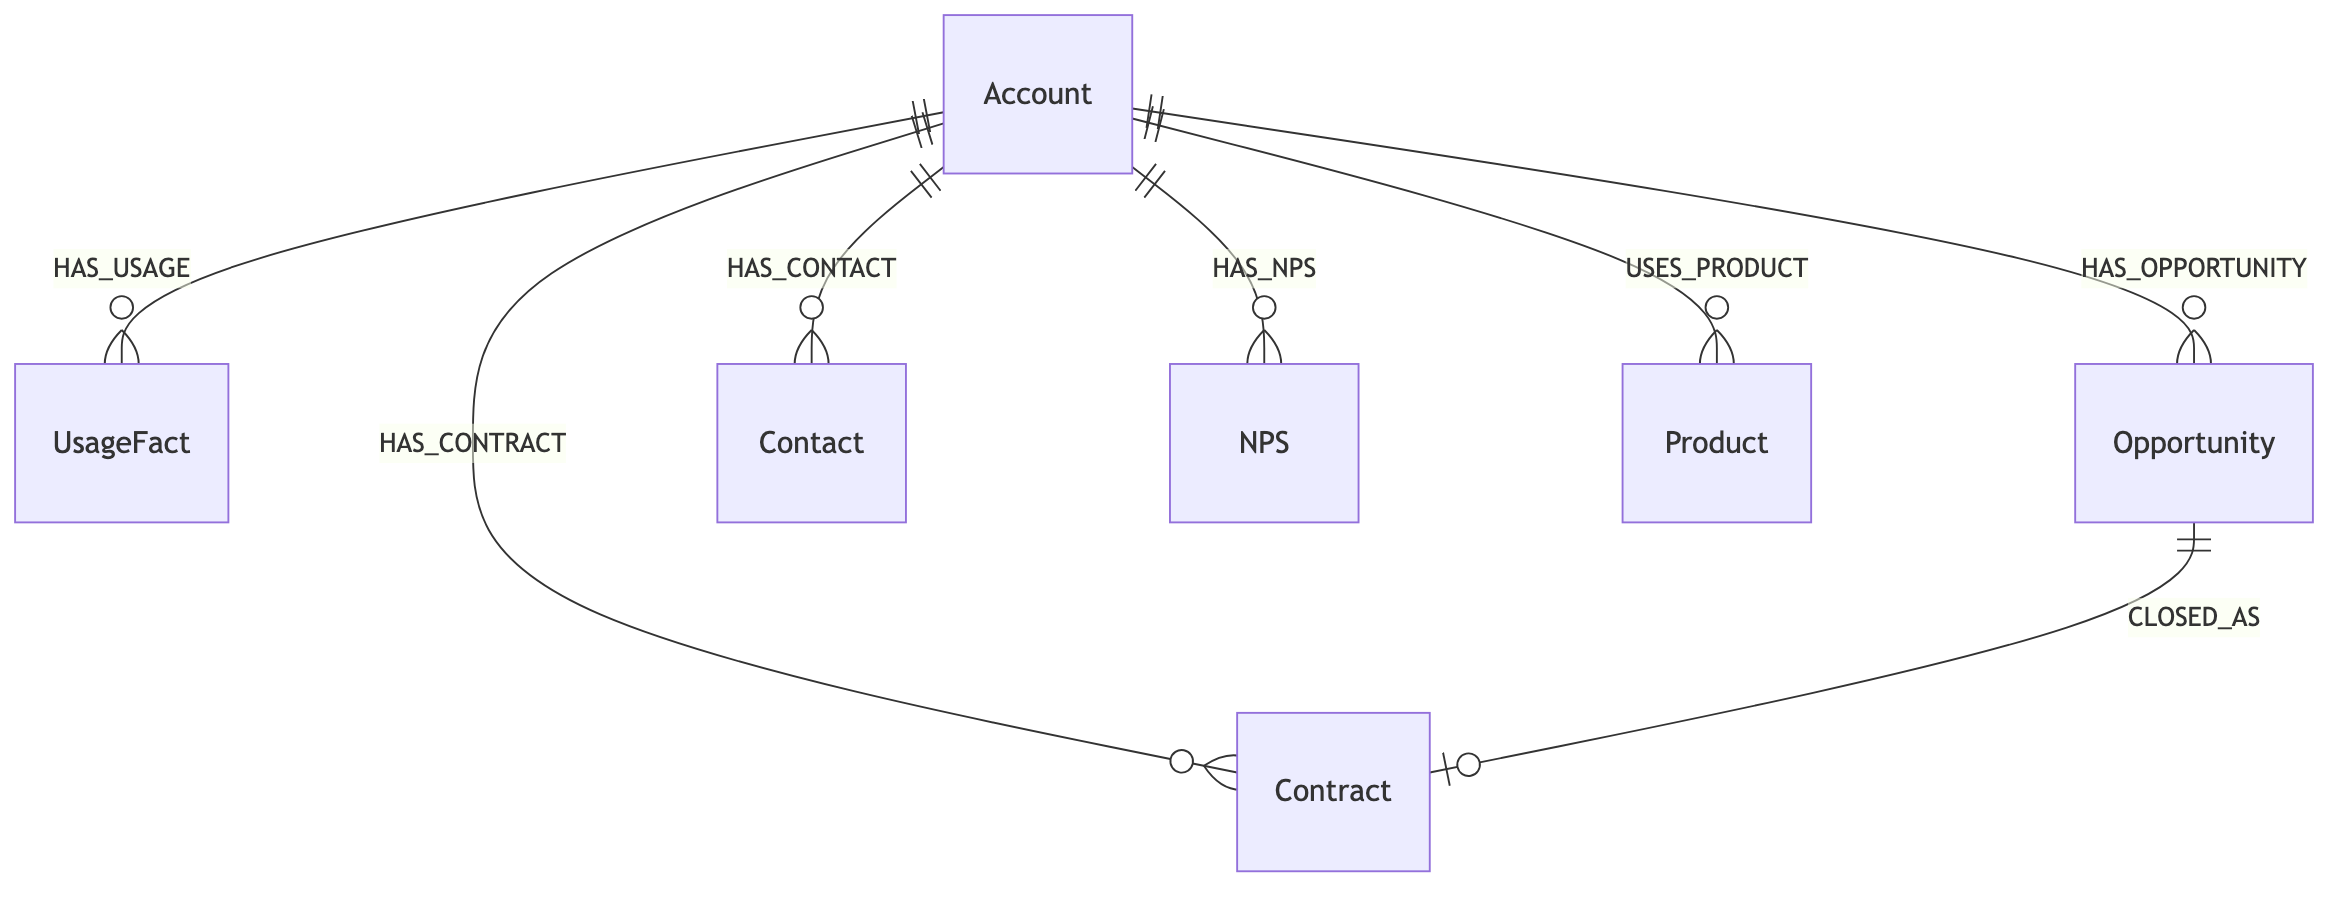 Account
HAS_USAGE
HAS_CONTACT
HAS_NPS
USES_PRODUCT
HAS_OPPORTUNITY
UsageFact
HAS_CONTRACT
Contact
NPS
Product
Opportunity
CLOSED_AS
Contract